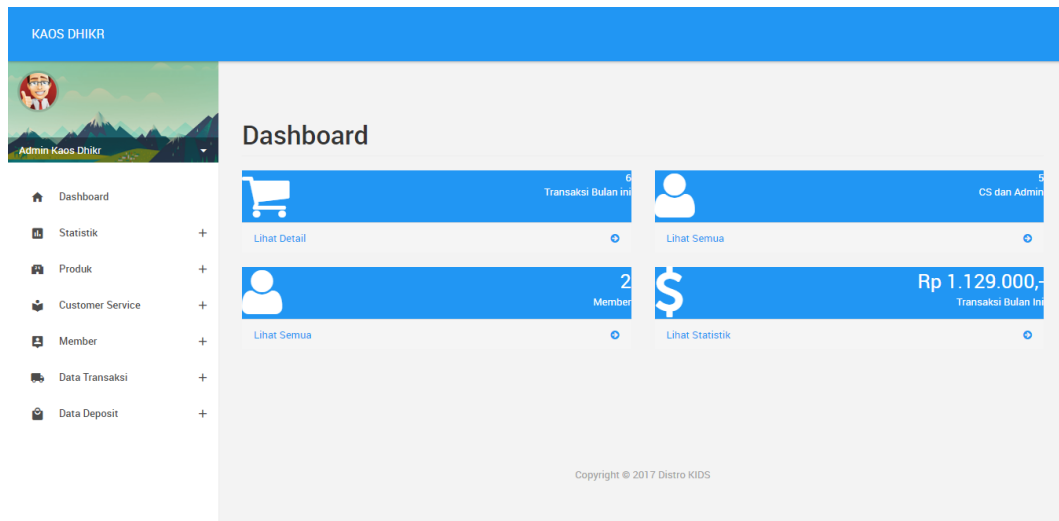 KAOS DHIKR
Admin Kaos Dhikr
Dashboard
Statistik +
Produk +
Customer Service +
Member +
Data Transaksi +
Data Deposit +
Dashboard
6
Transaksi Bulan ini
Lihat Detail
5
CS dan Admin
Lihat Semua
2
Member
Lihat Semua
Rp 1.129.000,-
Transaksi Bulan Ini
Lihat Statistik
Copyright © 2017 Distro KIDS